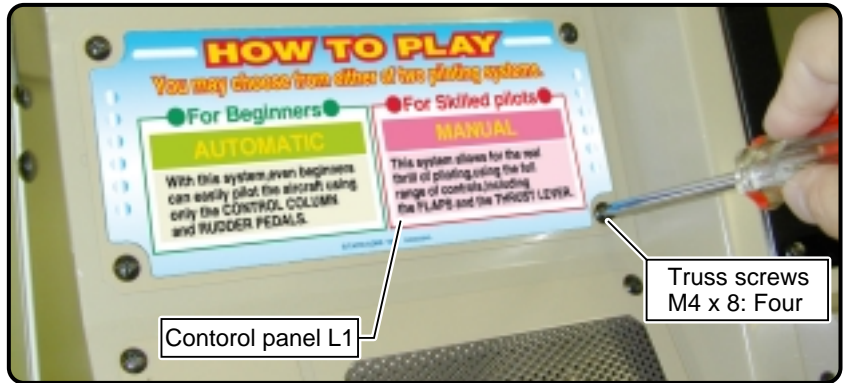 HOW TO PLAY
You may choose from either of two piloting systems.
For Beginners
AUTOMATIC
With this system,even beginners
can easily pilot the aircraft using
only the CONTROL COLUMN
and RUDDER PEDALS.
For Skilled pilots
MANUAL
This system allows for the real
thrill of piloting,using the full
range of controls,including
the FLAPS and the THRUST LEVER.
Truss screws
M4 x 8: Four
Contorol panel L1